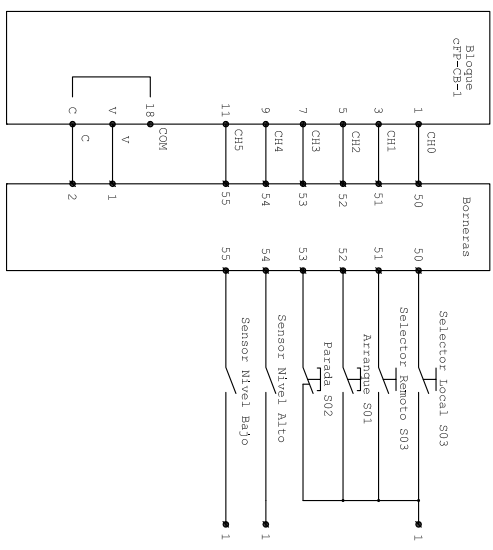 Bloque
cFP-CB-1
1
3
5
7
9
11
18
V
C
CH0
CH1
CH2
CH3
CH4
CH5
COM
V
C
50
51
52
53
54
55
1
2
Borneras
50
51
52
53
54
55
Selector Local S03
Selector Remoto S03
Arranque S01
Parada S02
Sensor Nivel Alto
Sensor Nivel Bajo
1
1
1